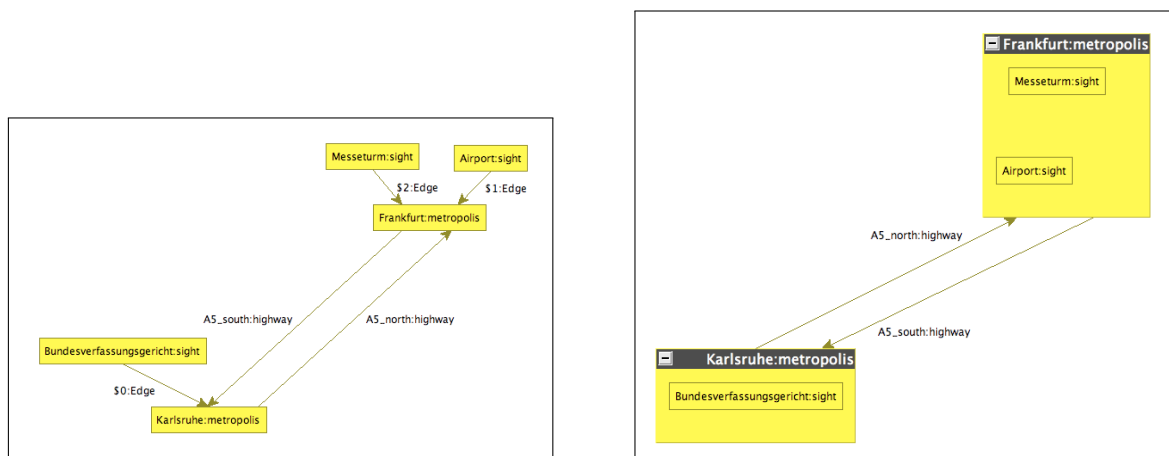 Messeturm:sight
Airport:sight
$2:Edge
$1:Edge
Frankfurt:metropolis
A5_south:highway
A5_north:highway
Bundesverfassungsgericht:sight
$0:Edge
Karlsruhe:metropolis
Frankfurt:metropolis
Messeturm:sight
Airport:sight
A5_north:highway
A5_south:highway
Karlsruhe:metropolis
Bundesverfassungsgericht:sight